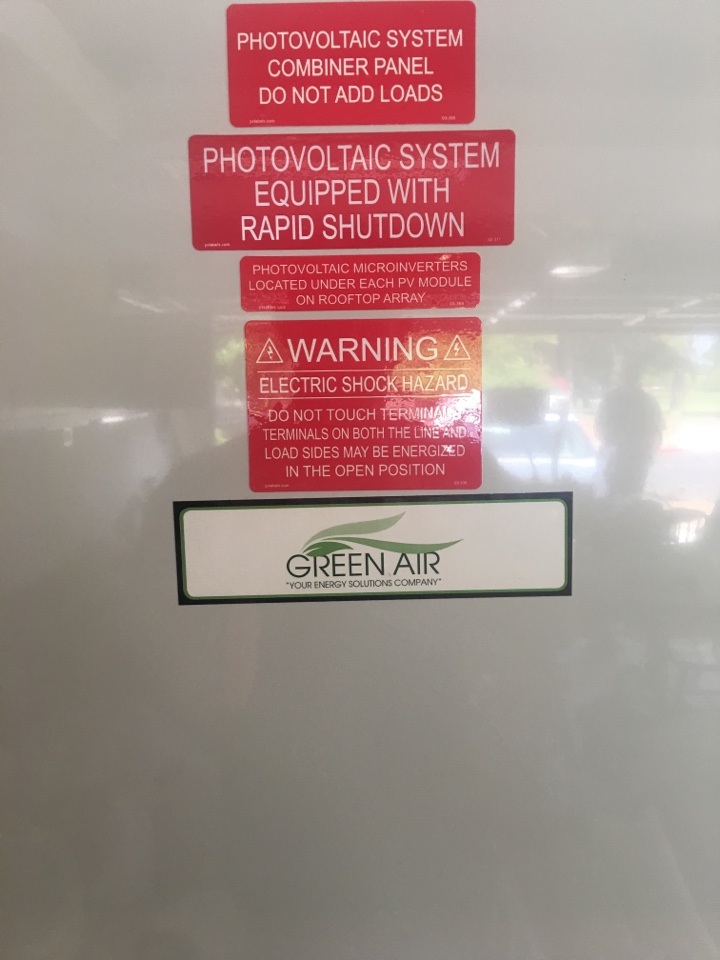 PHOTOVOLTAIC SYSTEM
COMBINER PANEL
DO NOT ADD LOADS
PHOTOVOLTAIC SYSTEM
EQUIPPED WITH
RAPID SHUTDOWN
PHOTOVOLTAIC MICROINVERTERS
LOCATED UNDER EACH PV MODULE
ON ROOFTOP ARRAY
WARNING
ELECTRIC SHOCK HAZARD
DO NOT TOUCH TERMINALS
TERMINALS ON BOTH THE LINE AND
LOAD SIDES MAY BE ENERGIZED
IN THE OPEN POSITION
GREEN AIR
"YOUR ENERGY SOLUTIONS COMPANY"